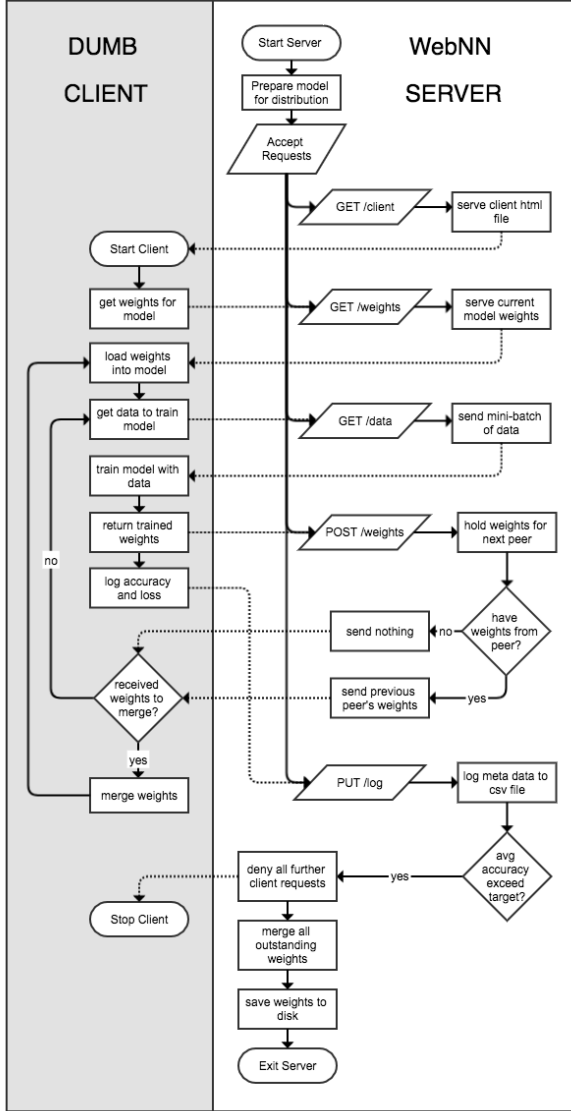 DUMB
CLIENT
WebNN
SERVER
Start Server
Prepare model
for distribution
Accept
Requests
GET /client
serve client html
file
Start Client
get weights for
model
GET /weights
serve current
model weights
load weights
into model
get data to train
model
GET /data
send mini-batch
of data
train model with
data
return trained
weights
POST /weights
hold weights for
next peer
no
log accuracy
and loss
send nothing
no
have
weights from
peer?
received
weights to
merge?
send previous
peer's weights
yes
yes
merge weights
PUT /log
log meta data to
csv file
deny all further
client requests
yes
avg
accuracy
exceed
target?
Stop Client
merge all
outstanding
weights
save weights to
disk
Exit Server